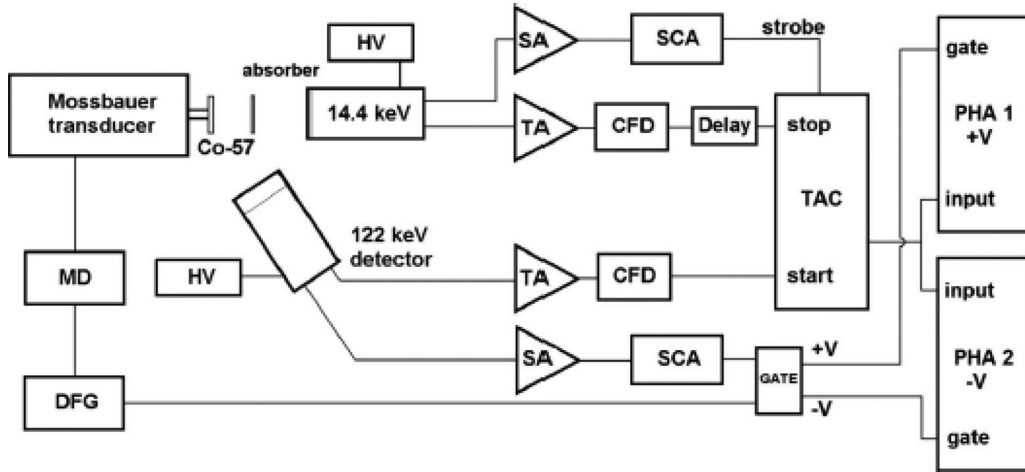 HV
SA
SCA
strobe
gate
absorber
Mossbauer
transducer
14.4 keV
PHA 1
+V
TA
CFD
Delay
stop
Co-57
TAC
input
122 keV
detector
MD
HV
TA
CFD
start
input
SA
SCA
+V
GATE
PHA 2
-V
DFG
-V
gate